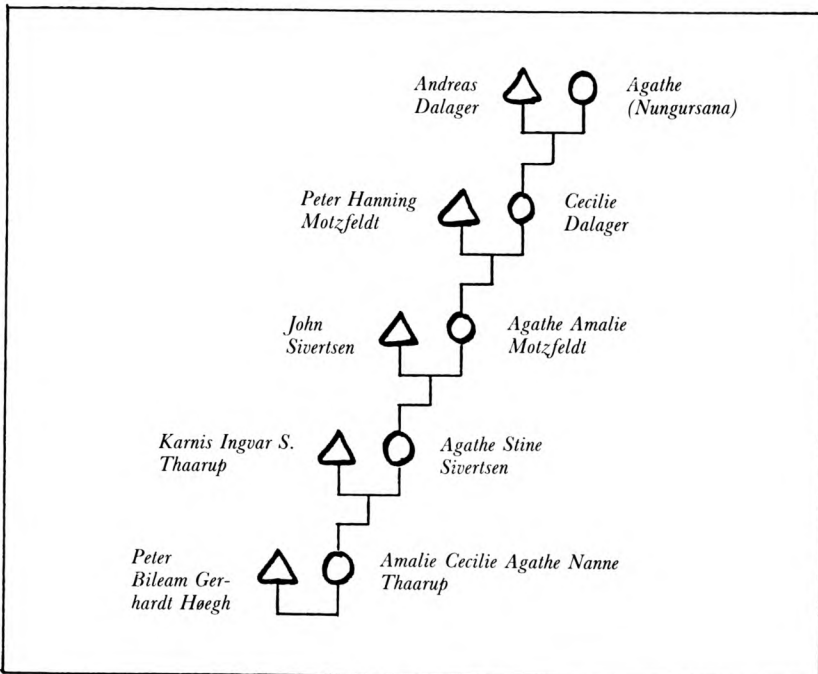 Andreas
Dalager
Agathe
(Nungursana)
Peter Hanning
Motzfeldt
Cecilie
Dalager
John
Sivertsen
Agathe Amalie
Motzfeldt
Karnis Ingvar S.
Thaarup
Agathe Stine
Sivertsen
Peter
Bileam Ger-
hardt Høegh
Amalie Cecilie Agathe Nanne
Thaarup